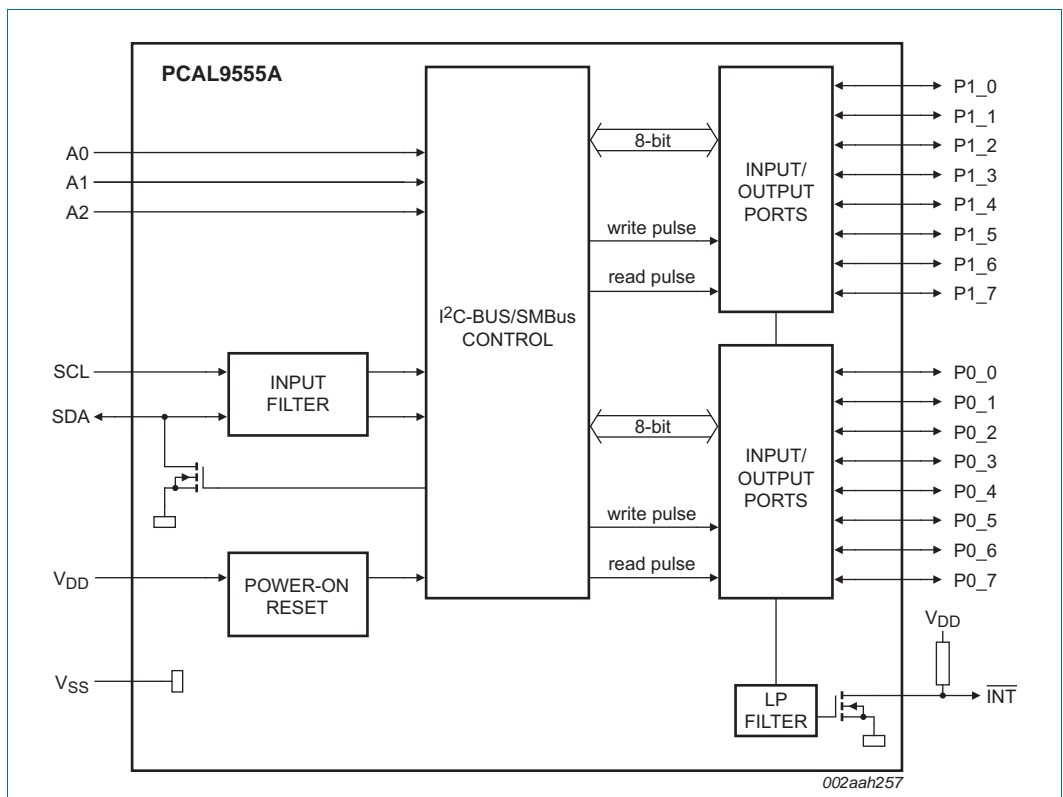 PCAL9555A
A0
A1
A2
SCL
SDA
VDD
VSS
INPUT
FILTER
POWER-ON
RESET
I2C-BUS/SMBus
CONTROL
8-bit
write pulse
read pulse
INPUT/
OUTPUT
PORTS
P1_0
P1_1
P1_2
P1_3
P1_4
P1_5
P1_6
P1_7
8-bit
write pulse
read pulse
INPUT/
OUTPUT
PORTS
P0_0
P0_1
P0_2
P0_3
P0_4
P0_5
P0_6
P0_7
VDD
INT
LP
FILTER
002aah257